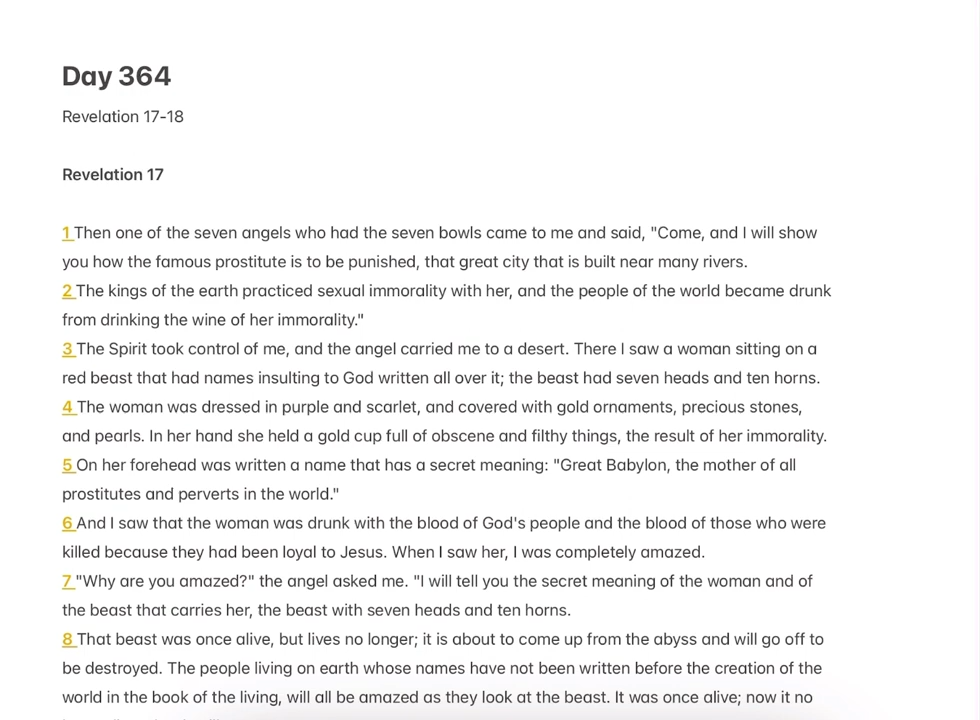 Day 364
Revelation 17-18
Revelation 17
1 Then one of the seven angels who had the seven bowls came to me and said, "Come, and I will show
you how the famous prostitute is to be punished, that great city that is built near many rivers.
2 The kings of the earth practiced sexual immorality with her, and the people of the world became drunk
from drinking the wine of her immorality."
3 The Spirit took control of me, and the angel carried me to a desert. There I saw a woman sitting on a
red beast that had names insulting to God written all over it; the beast had seven heads and ten horns.
4 The woman was dressed in purple and scarlet, and covered with gold ornaments, precious stones,
and pearls. In her hand she held a gold cup full of obscene and filthy things, the result of her immorality.
5 On her forehead was written a name that has a secret meaning: "Great Babylon, the mother of all
prostitutes and perverts in the world."
6 And I saw that the woman was drunk with the blood of God's people and the blood of those who were
killed because they had been loyal to Jesus. When I saw her, I was completely amazed.
7 "Why are you amazed?" the angel asked me. "I will tell you the secret meaning of the woman and of
the beast that carries her, the beast with seven heads and ten horns.
8 That beast was once alive, but lives no longer; it is about to come up from the abyss and will go off to
be destroyed. The people living on earth whose names have not been written before the creation of the
world in the book of the living, will all be amazed as they look at the beast. It was once alive; now it no